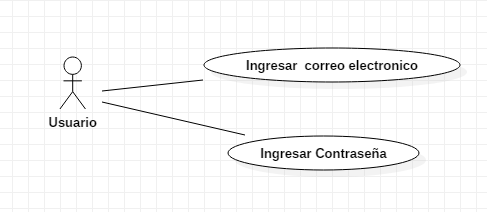 Ingresar correo electronico
Usuario
Ingresar Contraseña